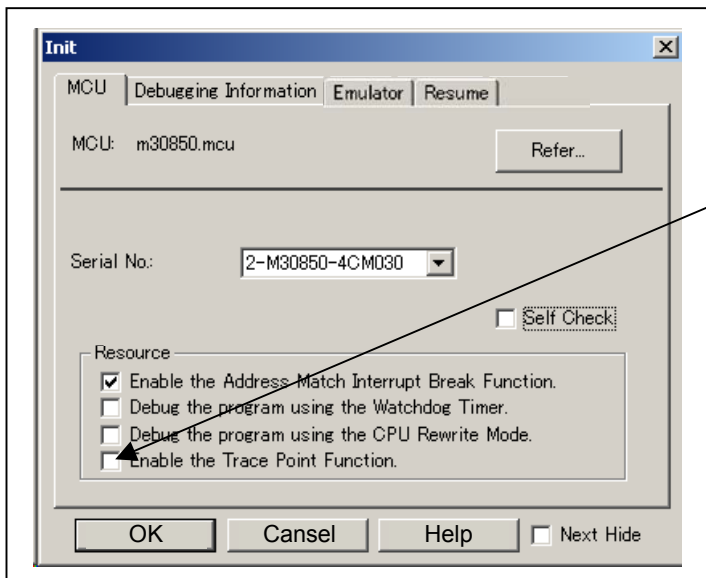 Init
MCU Debugging Information Emulator Resume
MCU: m30850.mcu Refer...
Serial No.: 2-M30850-4CM030
Self Check
Resource
Enable the Address Match Interrupt Break Function.
Debug the program using the Watchdog Timer.
Debug the program using the CPU Rewrite Mode.
Enable the Trace Point Function.
OK Cansel Help Next Hide